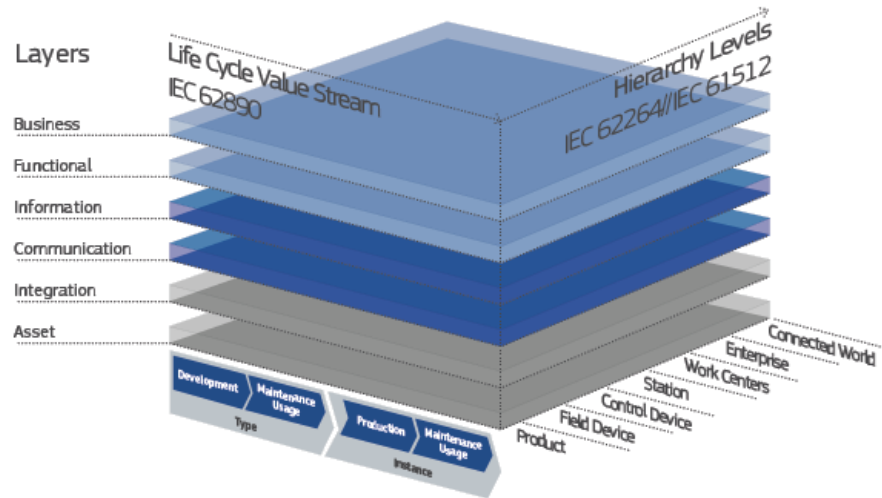 Layers
Life Cycle Value Stream
IEC 62890
Hierarchy Levels
IEC 62264//IEC 61512
Business
Functional
Information
Communication
Integration
Asset
Development
Maintenance
Usage
Type
Production
Maintenance
Usage
Instance
Product
Field Device
Control Device
Station
Work Centers
Enterprise
Connected World